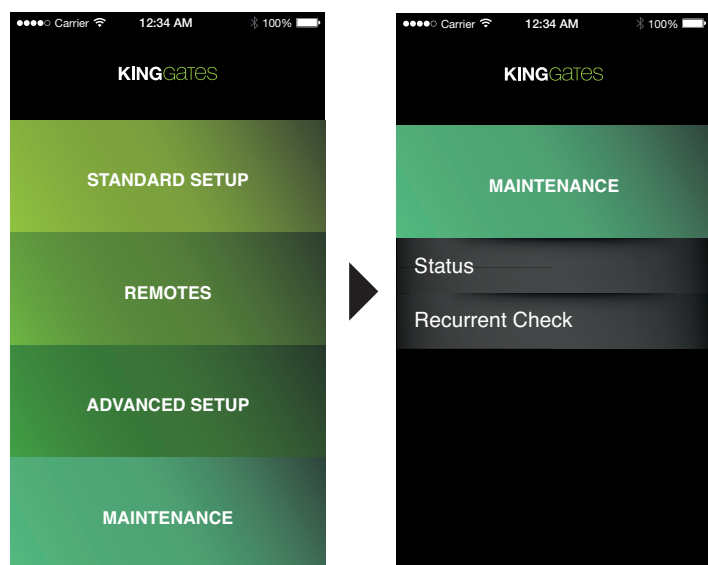 Carrier 12:34 AM 100%
KINGGATES
STANDARD SETUP
REMOTES
ADVANCED SETUP
MAINTENANCE
Carrier 12:34 AM 100%
KINGGATES
MAINTENANCE
Status
Recurrent Check